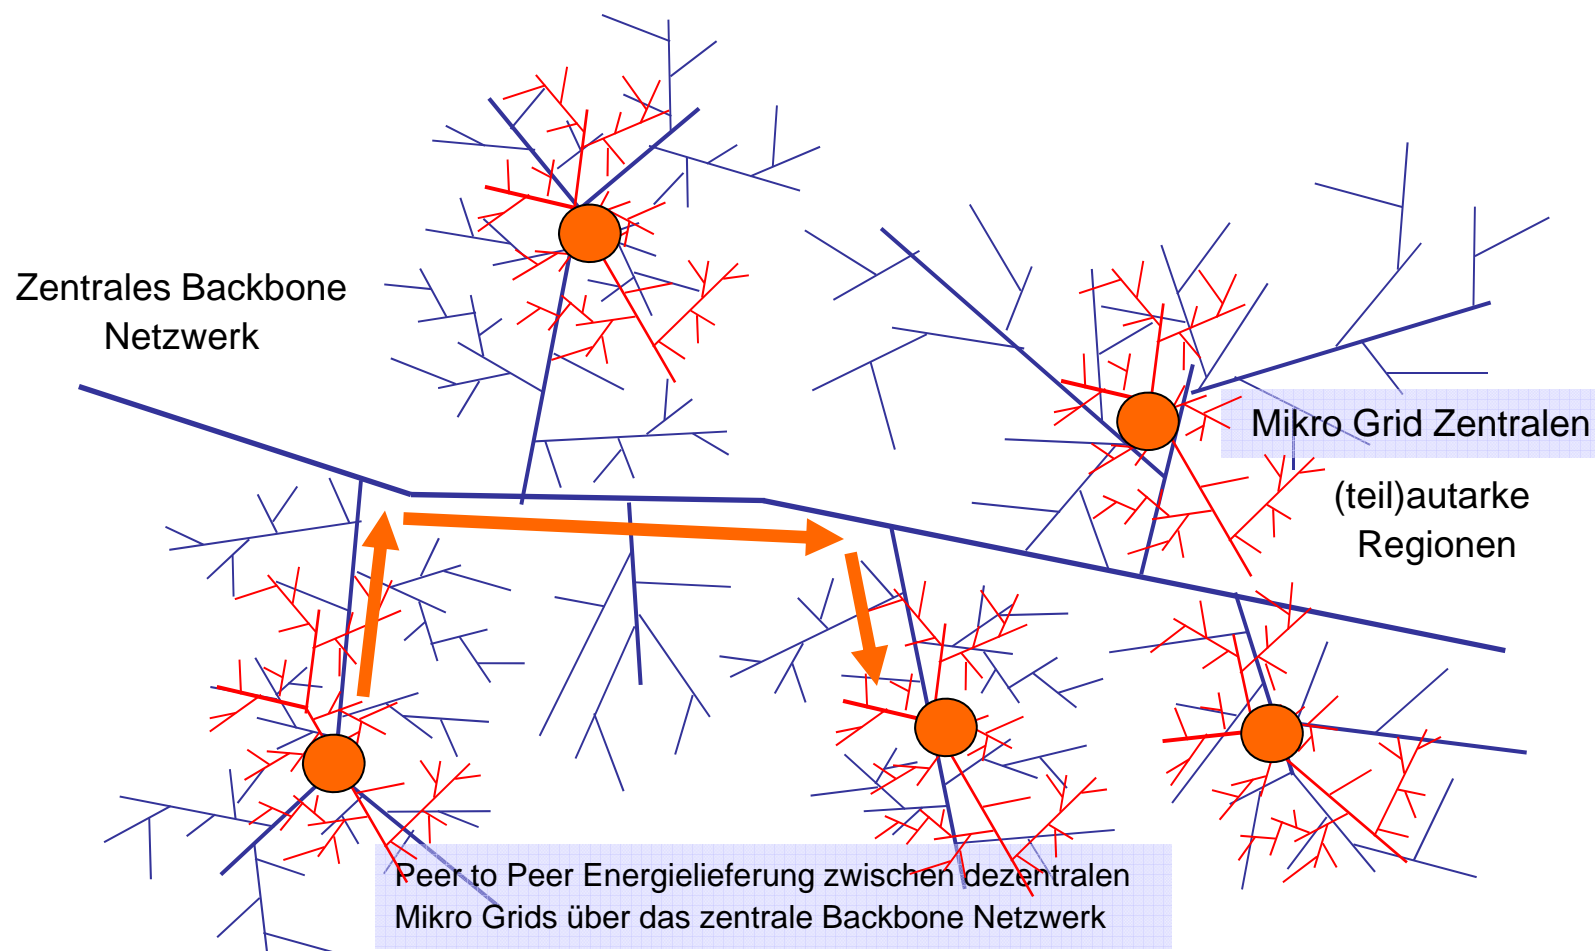 Zentrales Backbone
Netzwerk
Mikro Grid Zentralen
(teil)autarke
Regionen
Peer to Peer Energielieferung zwischen dezentralen
Mikro Grids über das zentrale Backbone Netzwerk